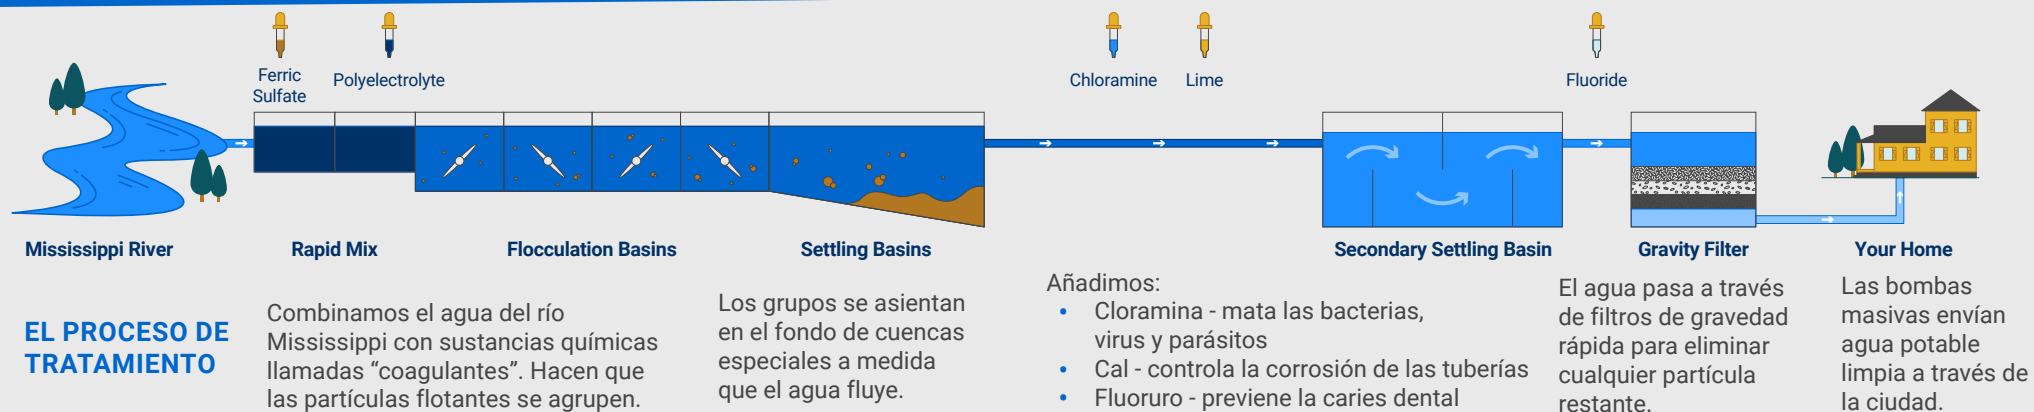 Ferric
Sulfate
Polyelectrolyte
Chloramine
Lime
Fluoride
Mississippi River
Rapid Mix
Flocculation Basins
Settling Basins
Secondary Settling Basin
Gravity Filter
Your Home
EL PROCESO DE
TRATAMIENTO
Combinamos el agua del río
Mississippi con sustancias químicas
llamadas “coagulantes”. Hacen que
las partículas flotantes se agrupen.
Los grupos se asientan
en el fondo de cuencas
especiales a medida
que el agua fluye.
Añadimos:
• Cloramina - mata las bacterias,
virus y parásitos
• Cal - controla la corrosión de las tuberías
• Fluoruro - previene la caries dental
El agua pasa a través
de filtros de gravedad
rápida para eliminar
cualquier partícula
restante.
Las bombas
masivas envían
agua potable
limpia a través de
la ciudad.